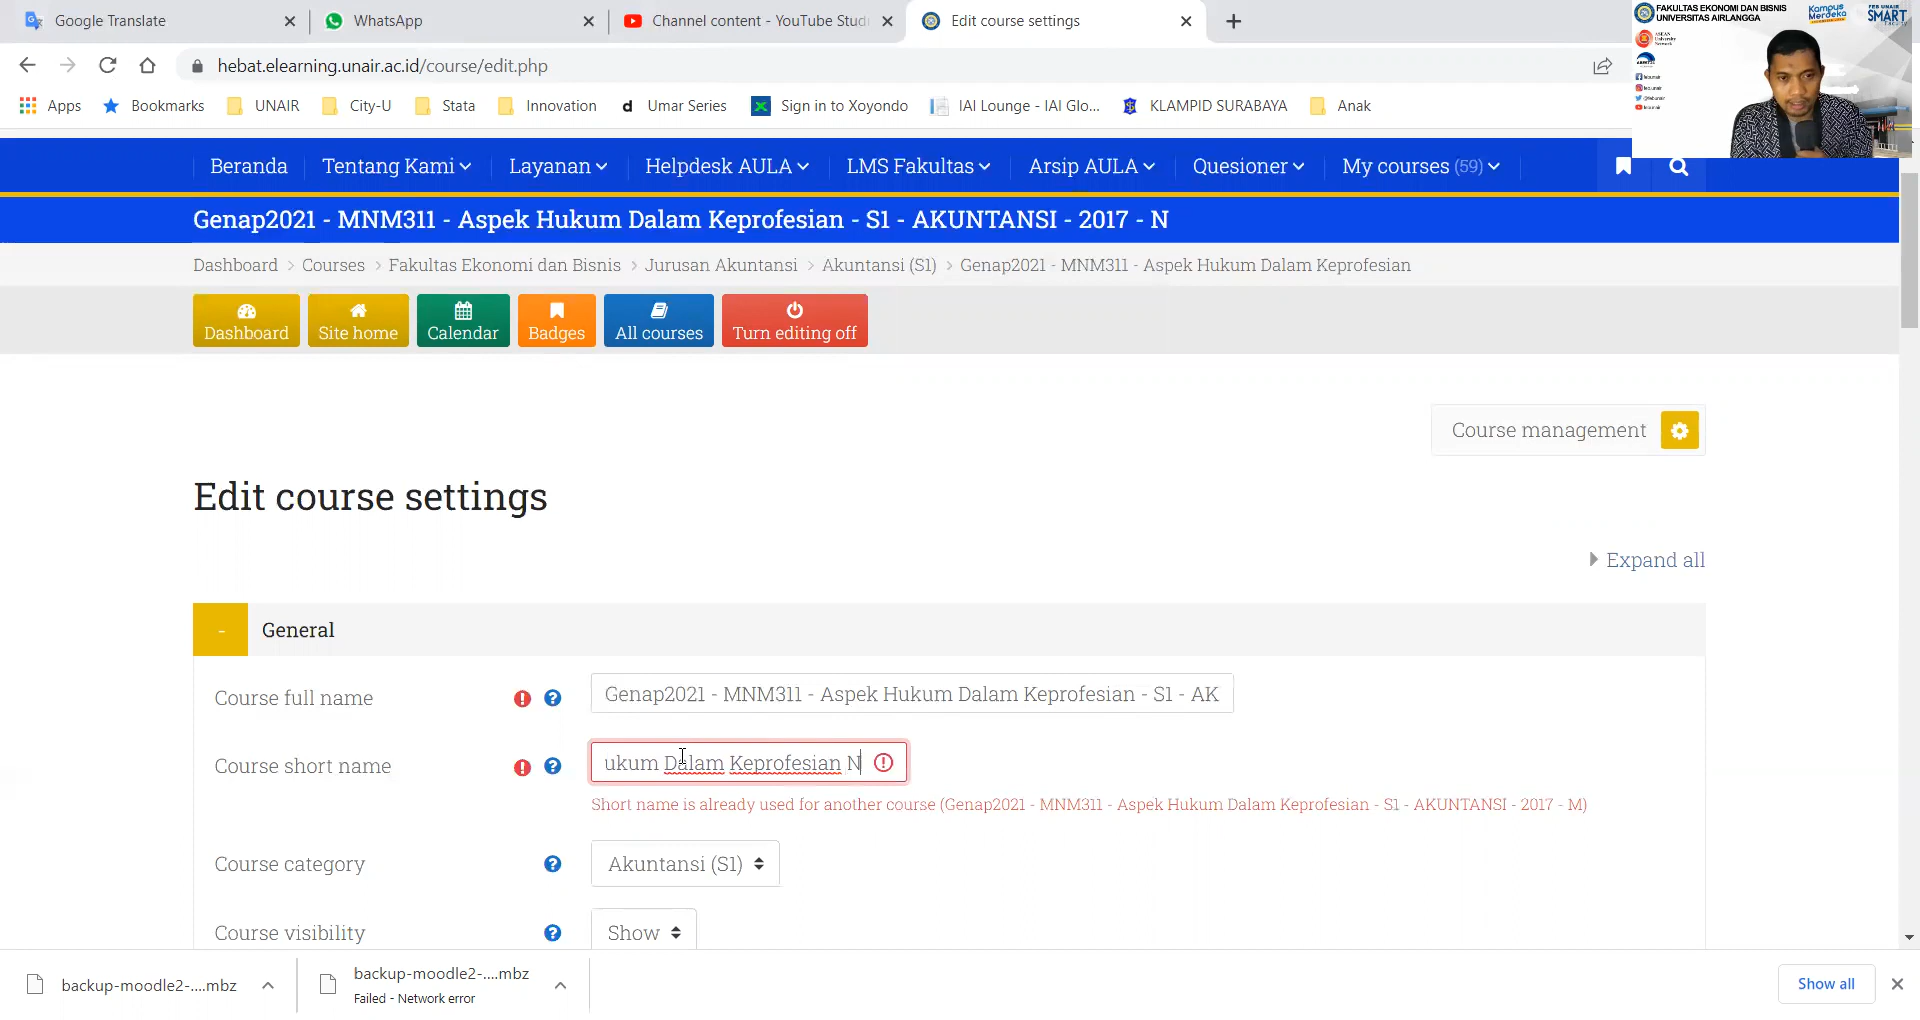 Google Translate
WhatsApp
Channel content - YouTube Stud
Edit course settings
hebat.elearning.unair.ac.id/course/edit.php
Apps
Bookmarks
UNAIR
City-U
Stata
Innovation
d Umar Series
Sign in to Xoyondo
IAI Lounge - IAI Glo...
KLAMPID SURABAYA
Anak
FAKULTAS EKONOMI DAN BISNIS
UNIVERSITAS AIRLANGGA
Kampus
Merdeka
FEB UNAIR
SMART
Beranda
Tentang Kami
Layanan
Helpdesk AULA
LMS Fakultas
Arsip AULA
Quesioner
My courses (59)
Genap2021 - MNM311 - Aspek Hukum Dalam Keprofesian - S1 - AKUNTANSI - 2017 - N
Dashboard > Courses > Fakultas Ekonomi dan Bisnis > Jurusan Akuntansi > Akuntansi (S1) > Genap2021 - MNM311 - Aspek Hukum Dalam Keprofesian
Dashboard
Site home
Calendar
Badges
All courses
Turn editing off
Course management
Edit course settings
Expand all
- General
Course full name
Genap2021 - MNM311 - Aspek Hukum Dalam Keprofesian - S1 - AK
Course short name
ukum Dalam Keprofesian N
Short name is already used for another course (Genap2021 - MNM311 - Aspek Hukum Dalam Keprofesian - S1 - AKUNTANSI - 2017 - M)
Course category
Akuntansi (S1)
Course visibility
Show
backup-moodle2-....mbz
backup-moodle2-....mbz
Failed - Network error
Show all